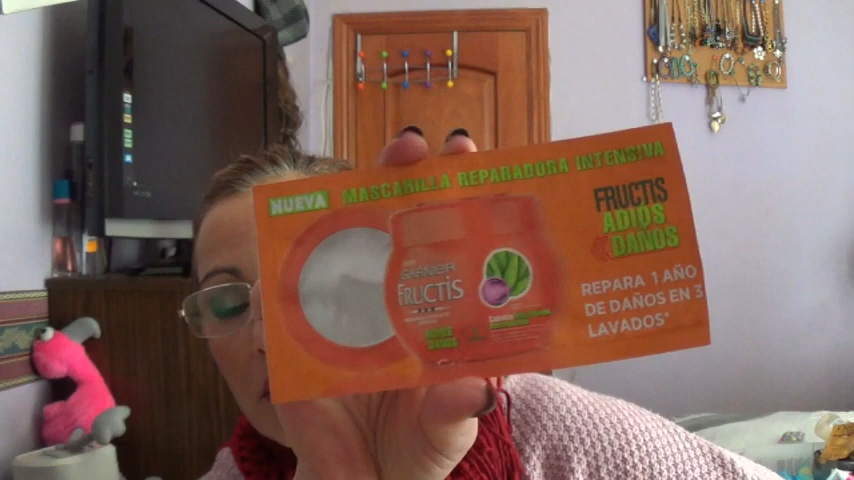 NUEVA MASCARILLA REPARADORA INTENSIVA
FRUCTIS
ADIOS
DAÑOS
GARNIER
FRUCTIS
REPARA 1 AÑO
DE DAÑOS EN 3
LAVADOS*